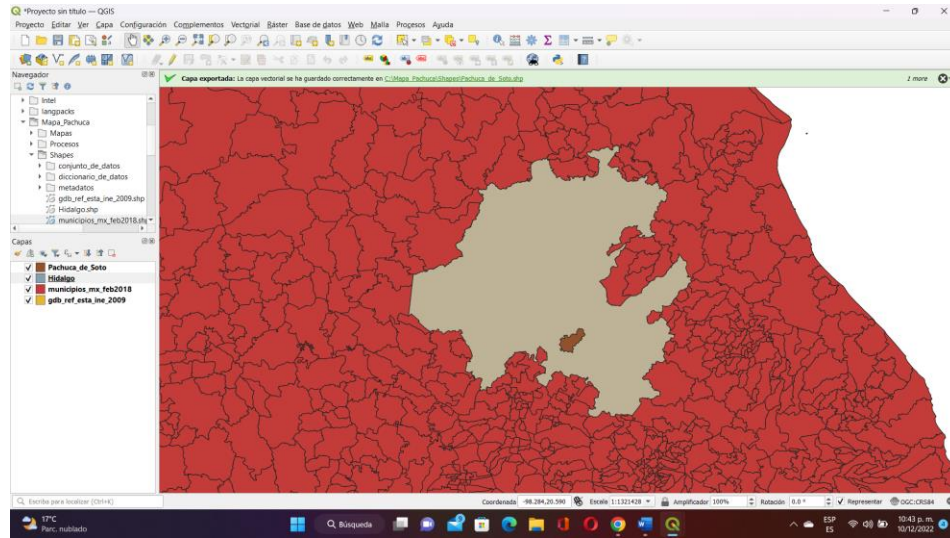 *Proyecto sin título — QGIS
Proyecto Editar Ver Capa Configuración Complementos Vectorial Ráster Base de datos Web Malla Procesos Ayuda
Navegador
Capa exportada: La capa vectorial se ha guardado correctamente en C:\Mapa_Pachuca\Shapes\Pachuca_de_Soto.shp
1 more
Intel
langpacks
Mapa_Pachuca
Mapas
Procesos
Shapes
conjunto_de_datos
diccionario_de_datos
metadatos
gdb_ref_esta_ine_2009.shp
Hidalgo.shp
municipios_mx_feb2018.shp
Capas
Pachuca_de_Soto
Hidalgo
municipios_mx_feb2018
gdb_ref_esta_ine_2009
Escriba para localizar (Ctrl+K)
Coordenada -98.284,20.590 Escala 1:1321428 Amplificador 100% Rotación 0.0 ° Representar OGC:CRS84
17°C
Parc. nublado
Búsqueda
ESP
ES
10:43 p. m.
10/12/2022